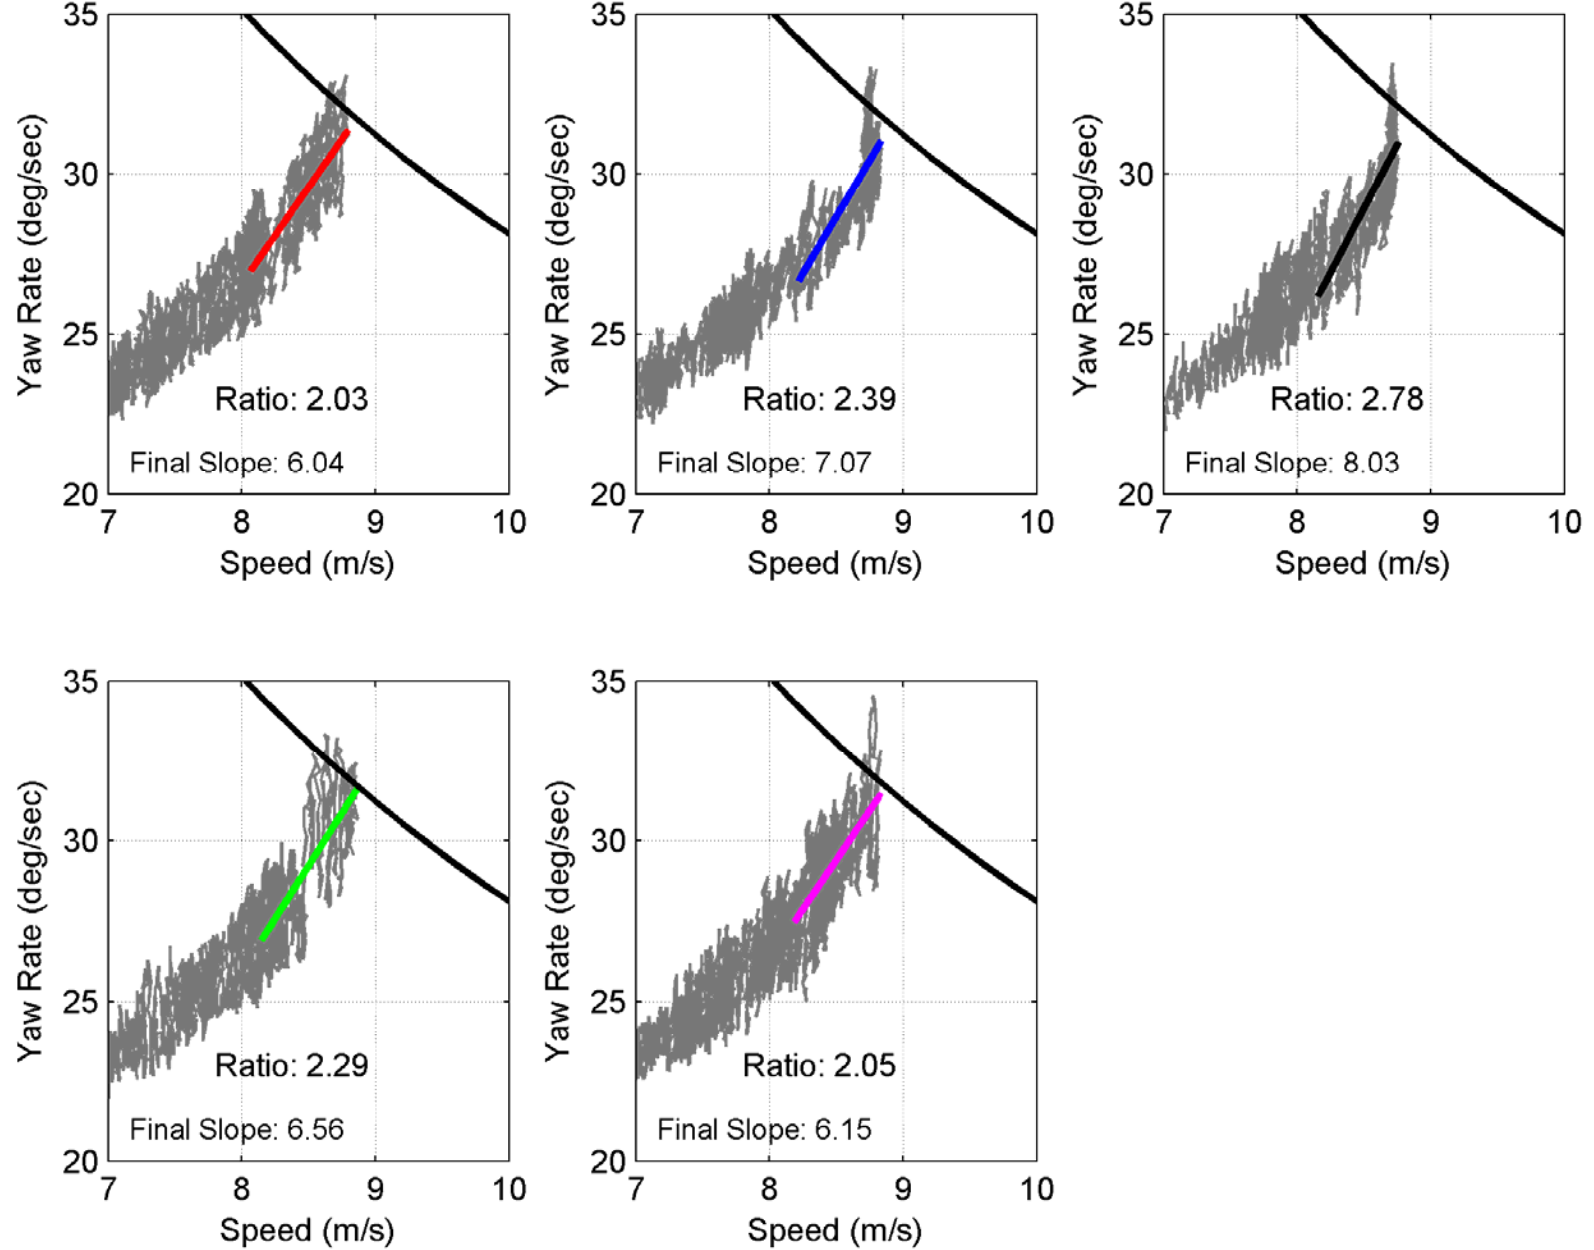 35
30
25
20
Yaw Rate (deg/sec)
Ratio: 2.03
Final Slope: 6.04
7 8 9 10
Speed (m/s)
35
30
25
20
Yaw Rate (deg/sec)
Ratio: 2.39
Final Slope: 7.07
7 8 9 10
Speed (m/s)
35
30
25
20
Yaw Rate (deg/sec)
Ratio: 2.78
Final Slope: 8.03
7 8 9 10
Speed (m/s)
35
30
25
20
Yaw Rate (deg/sec)
Ratio: 2.29
Final Slope: 6.56
7 8 9 10
Speed (m/s)
35
30
25
20
Yaw Rate (deg/sec)
Ratio: 2.05
Final Slope: 6.15
7 8 9 10
Speed (m/s)